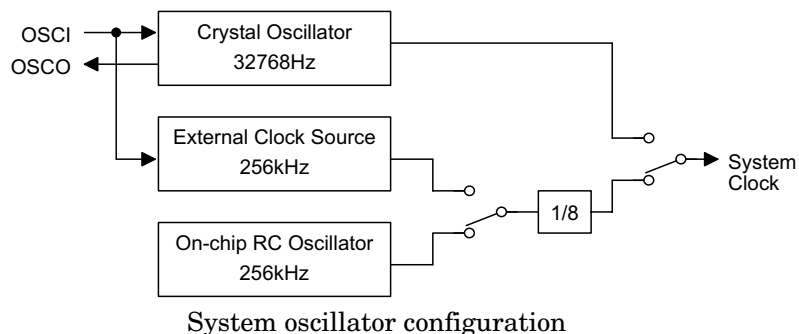 OSCI
OSCO
Crystal Oscillator
32768Hz
External Clock Source
256kHz
On-chip RC Oscillator
256kHz
1/8
System
Clock
System oscillator configuration